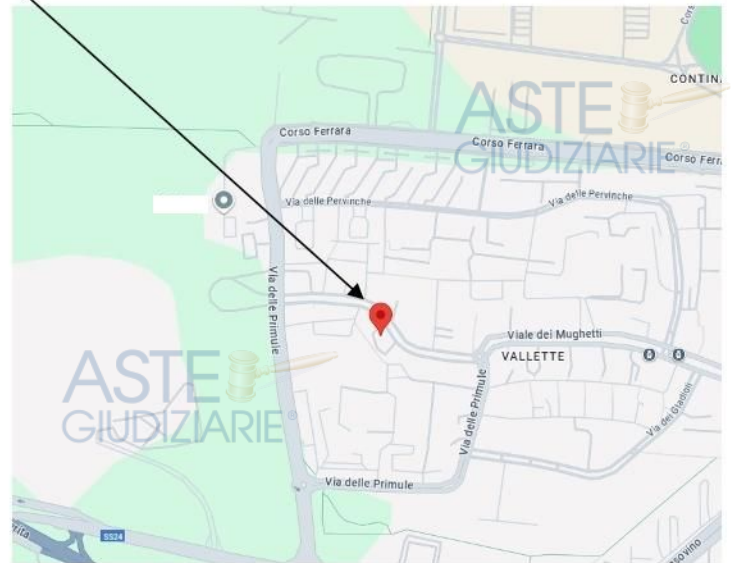 CONTIN
ASTE
GIUDIZIARIE
Corso Ferrara
Corso Ferrara
Corso Ferr
Via delle Pervinche
Via delle Pervinche
Via delle Primule
Viale dei Mughetti
VALLETTE
ASTE
GIUDIZIARIE
Via delle Primule
Via dei Gladioli
Via delle Primule
SS24